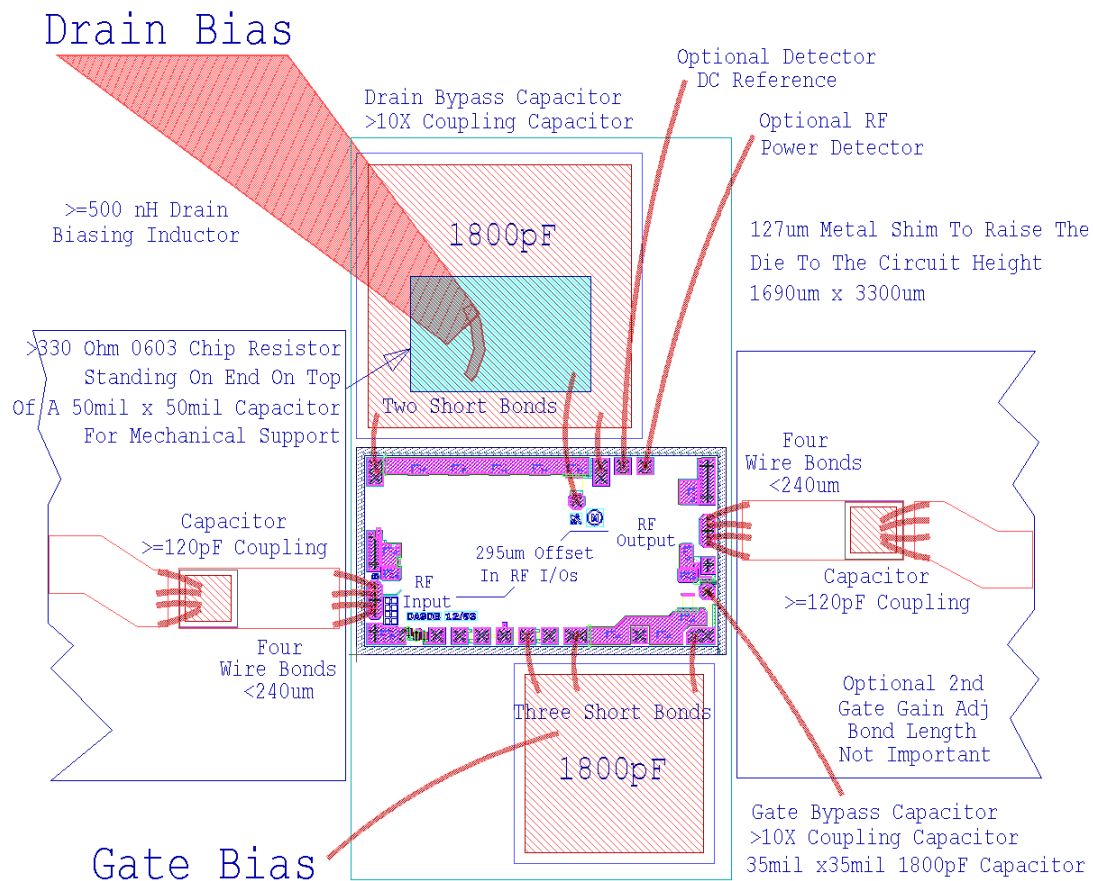 Drain Bias
Optional Detector
DC Reference
Drain Bypass Capacitor
>10X Coupling Capacitor
Optional RF
Power Detector
>=500 nH Drain
Biasing Inductor
1800pF
127um Metal Shim To Raise The
Die To The Circuit Height
1690um x 3300um
>330 Ohm 0603 Chip Resistor
Standing On End On Top
Of A 50mil x 50mil Capacitor
For Mechanical Support
Two Short Bonds
Four
Wire Bonds
<240um
Capacitor
>=120pF Coupling
RF
Output
295um Offset
In RF I/Os
RF
Input
Capacitor
>=120pF Coupling
Four
Wire Bonds
<240um
Optional 2nd
Gate Gain Adj
Bond Length
Not Important
Three Short Bonds
1800pF
Gate Bias
Gate Bypass Capacitor
>10X Coupling Capacitor
35mil x35mil 1800pF Capacitor